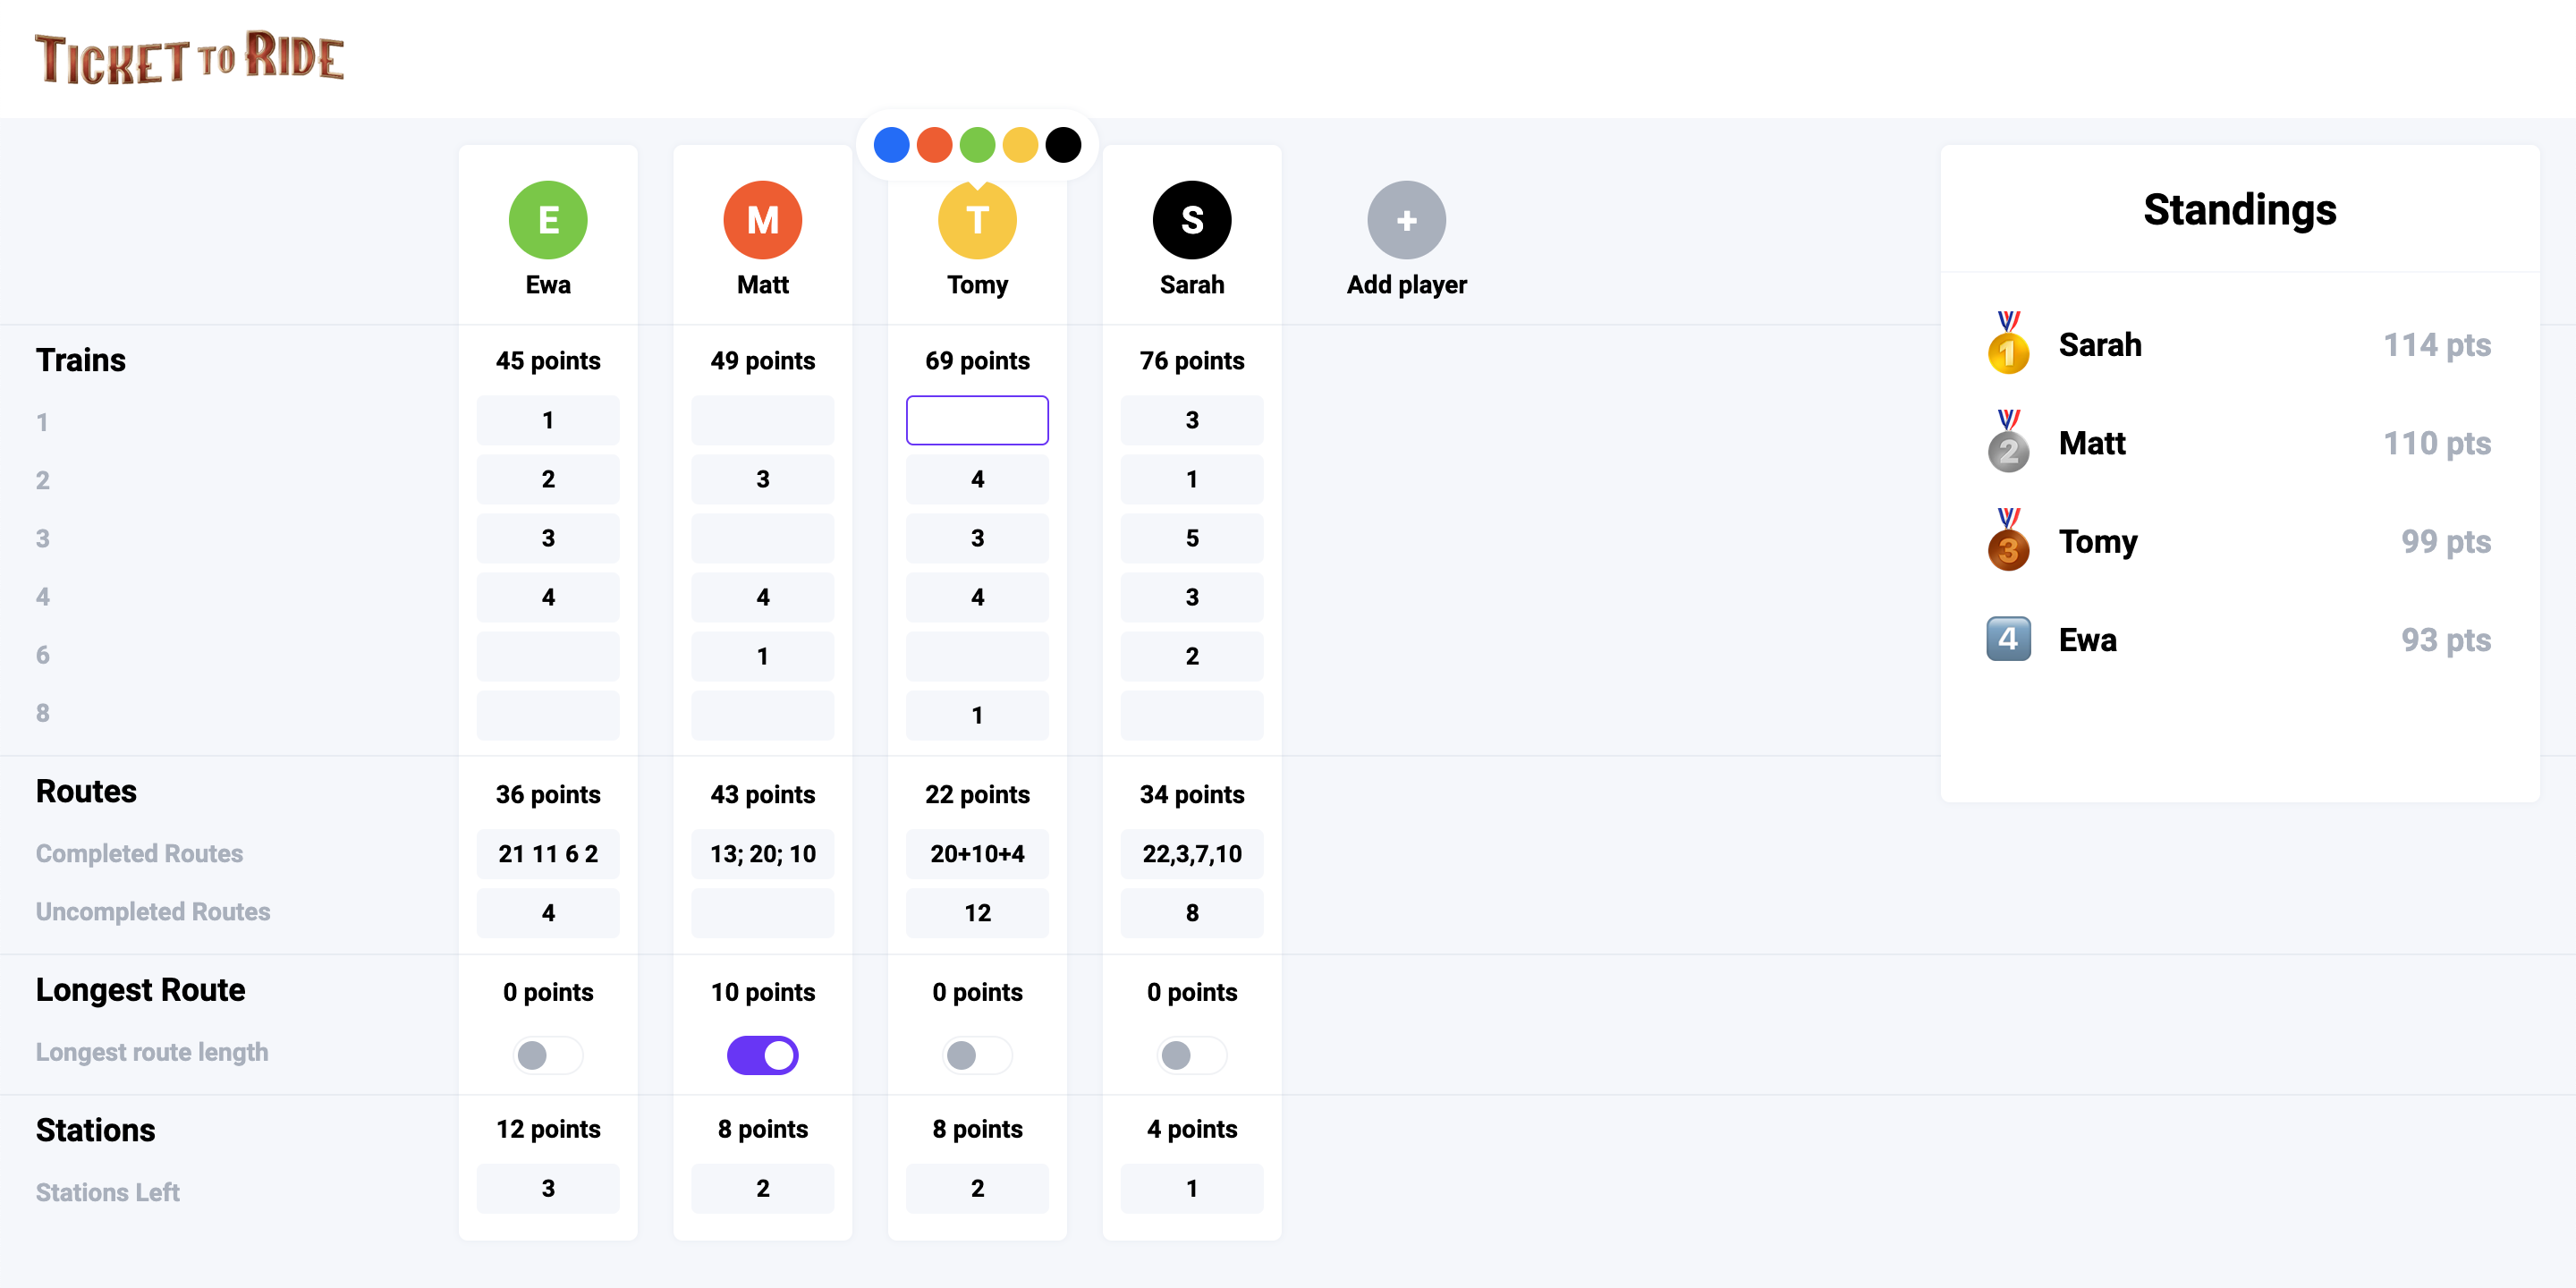 TICKET TO RIDE
E M T S +
Ewa Matt Tomy Sarah Add player
Trains 45 points 49 points 69 points 76 points
1 1 3
2 2 3 4 1
3 3 3 5
4 4 4 4 3
6 1 2
8 1
Routes 36 points 43 points 22 points 34 points
Completed Routes 21 11 6 2 13; 20; 10 20+10+4 22,3,7,10
Uncompleted Routes 4 12 8
Longest Route 0 points 10 points 0 points 0 points
Longest route length
Stations 12 points 8 points 8 points 4 points
Stations Left 3 2 2 1
Standings
1 Sarah 114 pts
2 Matt 110 pts
3 Tomy 99 pts
4 Ewa 93 pts